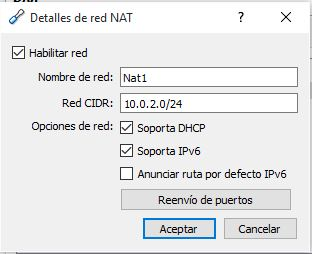 Detalles de red NAT
Habilitar red
Nombre de red: Nat1
Red CIDR: 10.0.2.0/24
Opciones de red: Soporta DHCP
Soporta IPv6
Anunciar ruta por defecto IPv6
Reenvío de puertos
Aceptar Cancelar